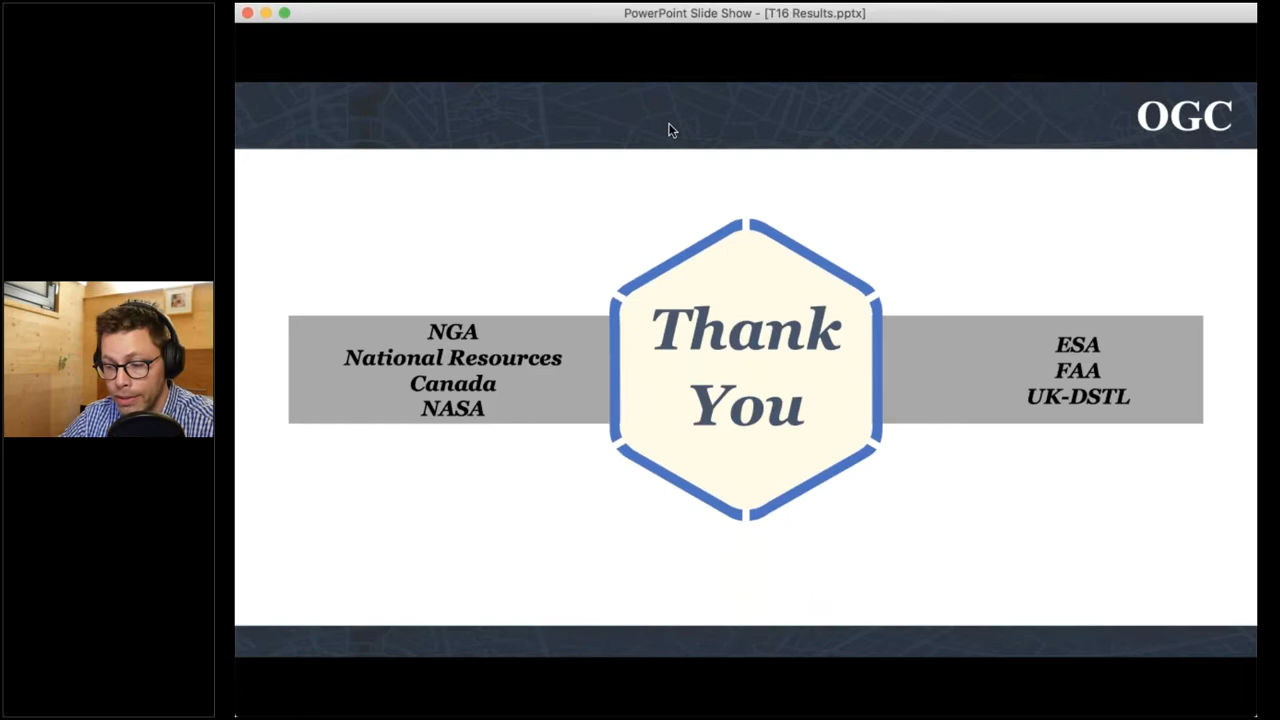 PowerPoint Slide Show - [T16 Results.pptx]
OGC
NGA
National Resources
Canada
NASA
Thank
You
ESA
FAA
UK-DSTL